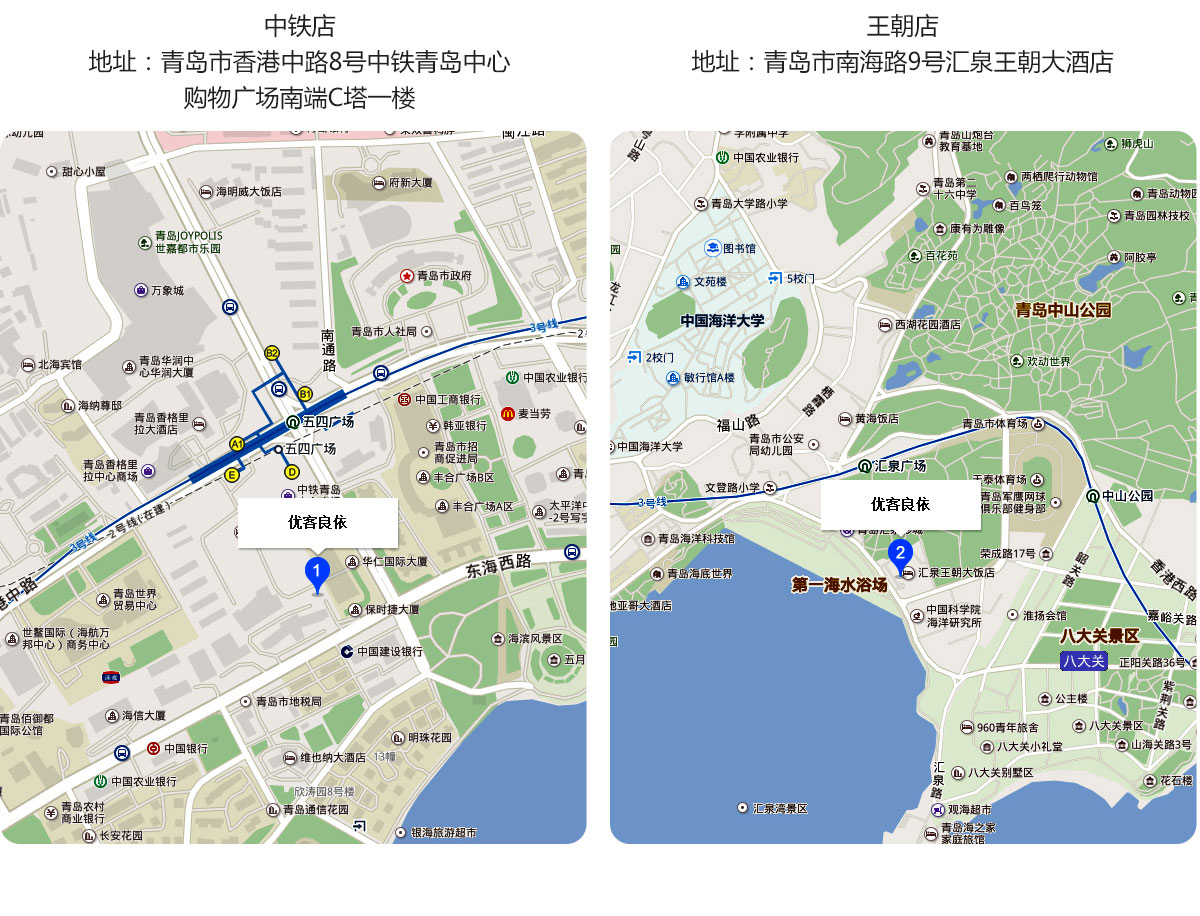 中铁店
地址：青岛市香港中路8号中铁青岛中心
购物广场南端C塔一楼
甜心小屋
海明威大饭店
府新大厦
青岛JOYPOLIS
世嘉都市乐园
青岛市政府
万象城
3号线
南通路
青岛市人社局
B2
北海宾馆
青岛华润中
心华润大厦
中国农业银行
B1
中国工商银行
海纳尊邸
麦当劳
青岛香格里
拉大酒店
五四广场
韩亚银行
A1
五四广场
青岛市招
商促进局
青岛香格里
拉中心商场
E
D
丰合广场B区
中铁青岛
丰合广场A区
太平洋中
-2号写字
优客良依
2号线(在建)
3号线
华仁国际大厦
东海西路
1
港中路
青岛世界
贸易中心
保时捷大厦
世鳌国际（海航万
邦中心）商务中心
海滨风景区
中国建设银行
五月
青岛市地税局
青岛佰御都
国际公馆
海信大厦
明珠花园
中国银行
维也纳大酒店
13幢
中国农业银行
欣涛园8号楼
青岛农村
商业银行
青岛通信花园
长安花园
银海旅游超市
王朝店
地址：青岛市南海路9号汇泉王朝大酒店
青岛山炮台
教育基地
狮虎山
中国农业银行
两栖爬行动物馆
青岛第二
十六中学
青岛动物园
青岛大学路小学
百鸟笼
青岛园林技校
康有为雕像
图书馆
百花苑
阿胶亭
文苑楼
5校门
龙江
青岛中山公园
中国海洋大学
西湖花园酒店
2校门
欢动世界
敏行馆A楼
栖霞路
福山路
黄海饭店
青岛市体育场
中国海洋大学
青岛市公安
局幼儿园
汇泉广场
天泰体育场
文登路小学
中山公园
3号线
优客良依
青岛军鹰网球
俱乐部健身部
青岛海洋科技馆
荣成路17号
2
韶关路
香港西路
青岛海底世界
汇泉王朝大饭店
第一海水浴场
地亚哥大酒店
中国科学院
海洋研究所
淮扬会馆
嘉峪关路
八大关景区
八大关
正阳关路36号
公主楼
紫荆关路
960青年旅舍
八大关景区
八大关小礼堂
山海关路3号
汇泉路
八大关别墅区
花石楼
汇泉湾景区
观海超市
青岛海之家
家庭旅馆